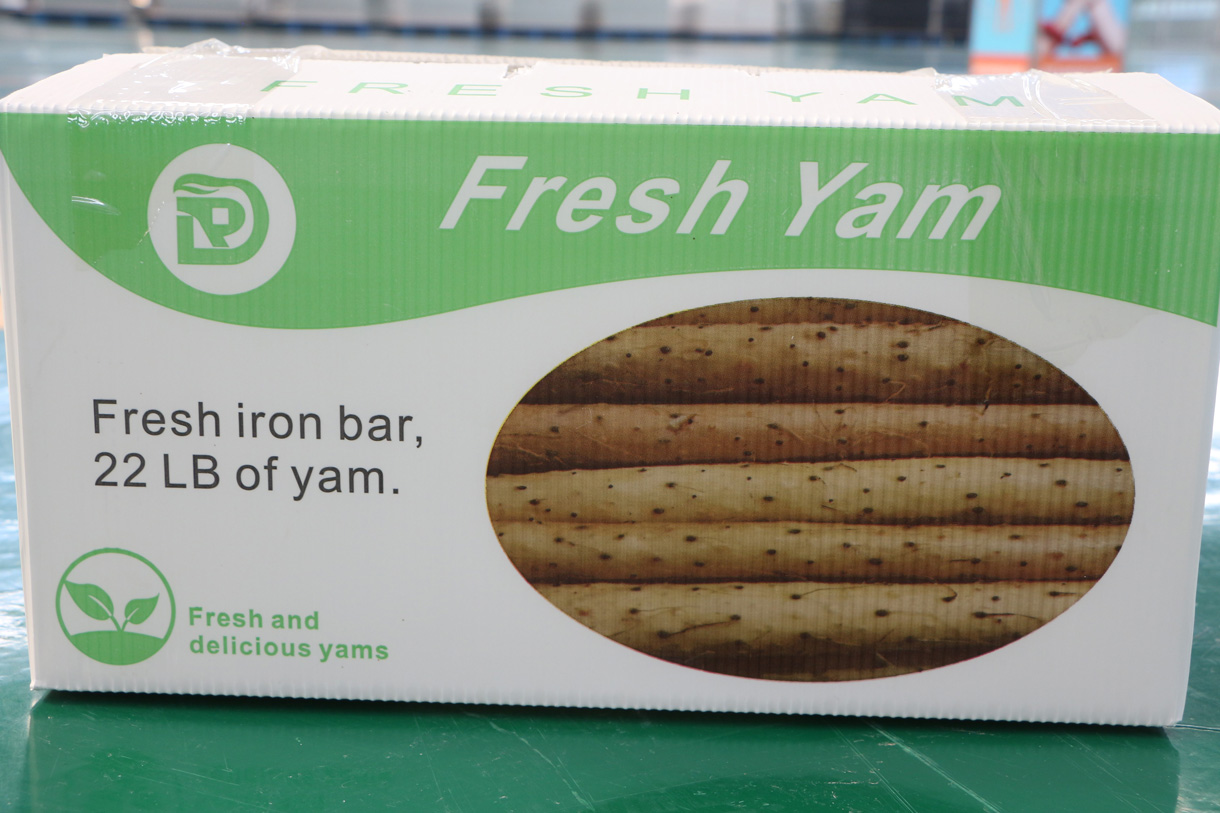 FRESH YAM
Fresh Yam
Fresh iron bar,
22 LB of yam.
Fresh and
delicious yams